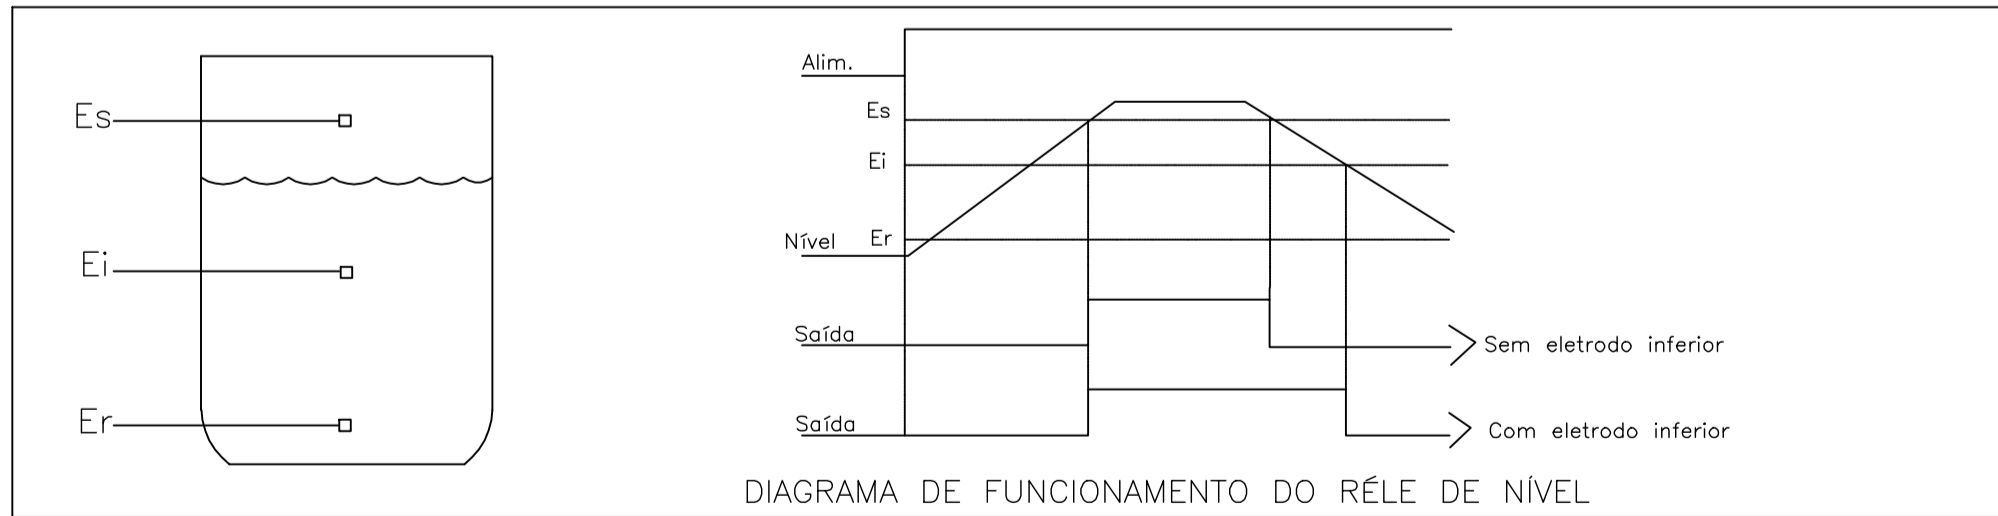 Es
Ei
Er
Alim.
Es
Ei
Nível Er
Saída
Sem eletrodo inferior
Saída
Com eletrodo inferior
DIAGRAMA DE FUNCIONAMENTO DO RÉLE DE NÍVEL